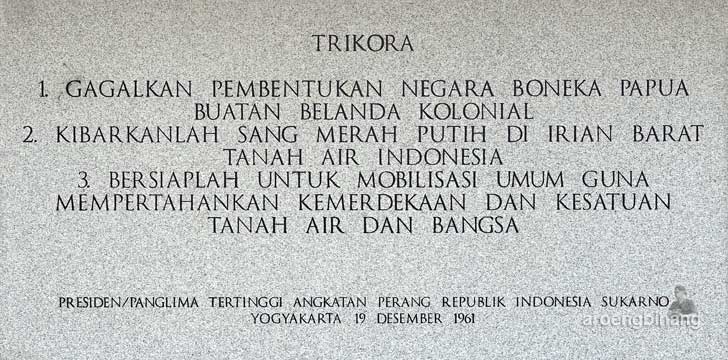 TRIKORA
1. GAGALKAN PEMBENTUKAN NEGARA BONEKA PAPUA
BUATAN BELANDA KOLONIAL
2. KIBARKANLAH SANG MERAH PUTIH DI IRIAN BARAT
TANAH AIR INDONESIA
3. BERSIAPLAH UNTUK MOBILISASI UMUM GUNA
MEMPERTAHANKAN KEMERDEKAAN DAN KESATUAN
TANAH AIR DAN BANGSA
PRESIDEN/PANGLIMA TERTINGGI ANGKATAN PERANG REPUBLIK INDONESIA SUKARNO
YOGYAKARTA 19 DESEMBER 1961
aroengbinang